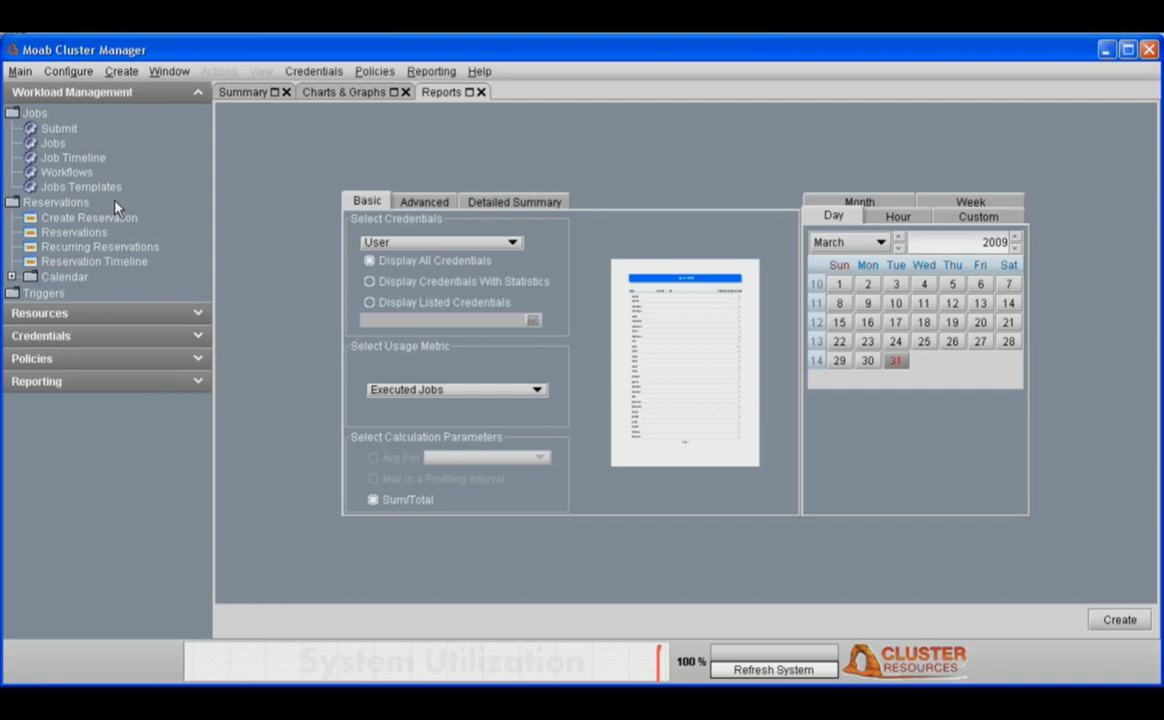 Moab Cluster Manager
Main Configure Create Window Actions View Credentials Policies Reporting Help
Workload Management
Summary Charts & Graphs Reports
Jobs
Submit
Jobs
Job Timeline
Workflows
Jobs Templates
Reservations
Create Reservation
Reservations
Recurring Reservations
Reservation Timeline
Calendar
Triggers
Resources
Credentials
Policies
Reporting
Basic Advanced Detailed Summary
Select Credentials
User
Display All Credentials
Display Credentials With Statistics
Display Listed Credentials
Select Usage Metric
Executed Jobs
Select Calculation Parameters
Avg Per
Max in a Profiling Interval
Sum/Total
Month Week
Day Hour Custom
March 2009
Sun Mon Tue Wed Thu Fri Sat
10 1 2 3 4 5 6 7
11 8 9 10 11 12 13 14
12 15 16 17 18 19 20 21
13 22 23 24 25 26 27 28
14 29 30 31
Create
System Utilization
100 %
Refresh System
CLUSTER
RESOURCES